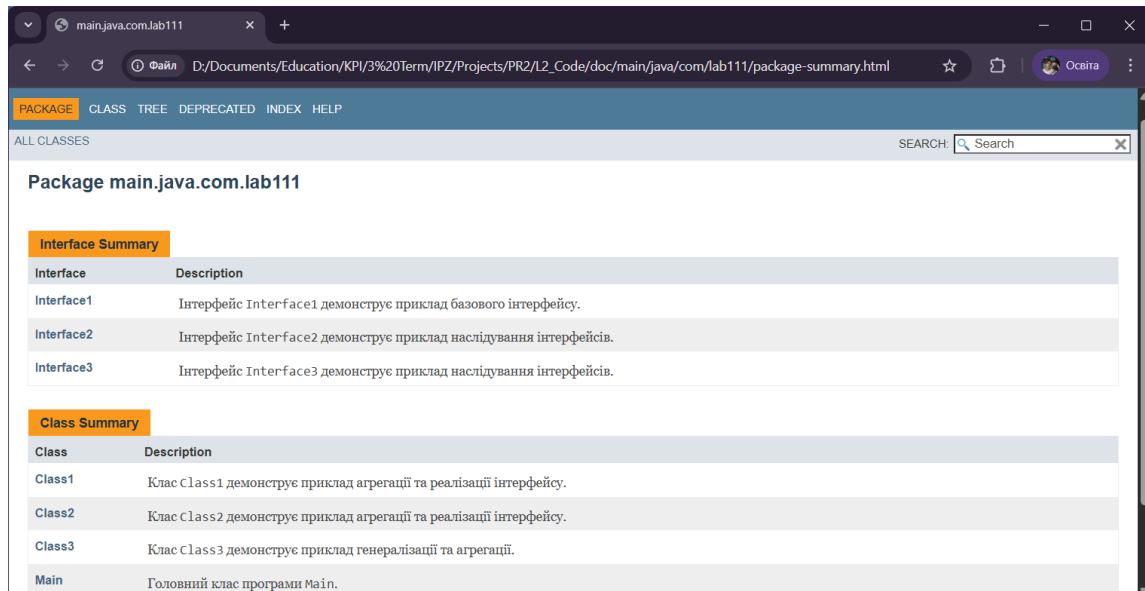 main.java.com.lab111
Файл D:/Documents/Education/KPI/3%20Term/IPZ/Projects/PR2/L2_Code/doc/main/java/com/lab111/package-summary.html Освіта
PACKAGE CLASS TREE DEPRECATED INDEX HELP
ALL CLASSES SEARCH: Search
Package main.java.com.lab111
Interface Summary
Interface Description
Interface1 Інтерфейс Interface1 демонструє приклад базового інтерфейсу.
Interface2 Інтерфейс Interface2 демонструє приклад наслідування інтерфейсів.
Interface3 Інтерфейс Interface3 демонструє приклад наслідування інтерфейсів.
Class Summary
Class Description
Class1 Клас Class1 демонструє приклад агрегації та реалізації інтерфейсу.
Class2 Клас Class2 демонструє приклад агрегації та реалізації інтерфейсу.
Class3 Клас Class3 демонструє приклад генералізації та агрегації.
Main Головний клас програми Main.